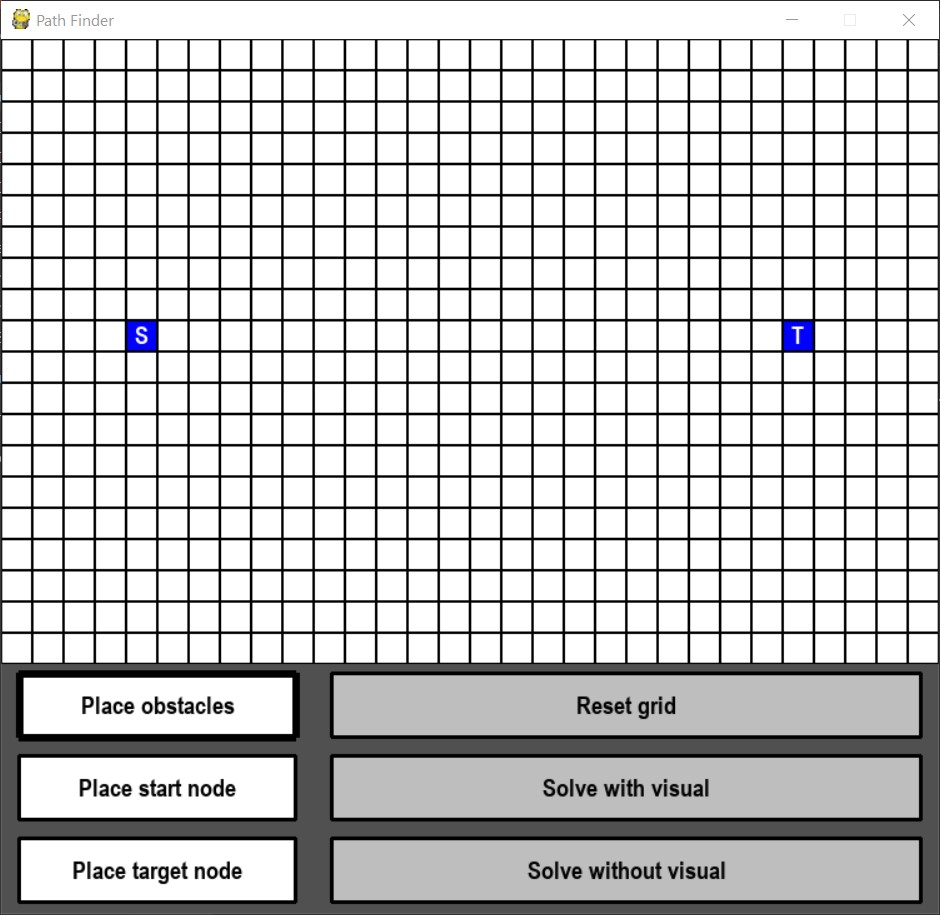 Path Finder
S
T
Place obstacles
Reset grid
Place start node
Solve with visual
Place target node
Solve without visual